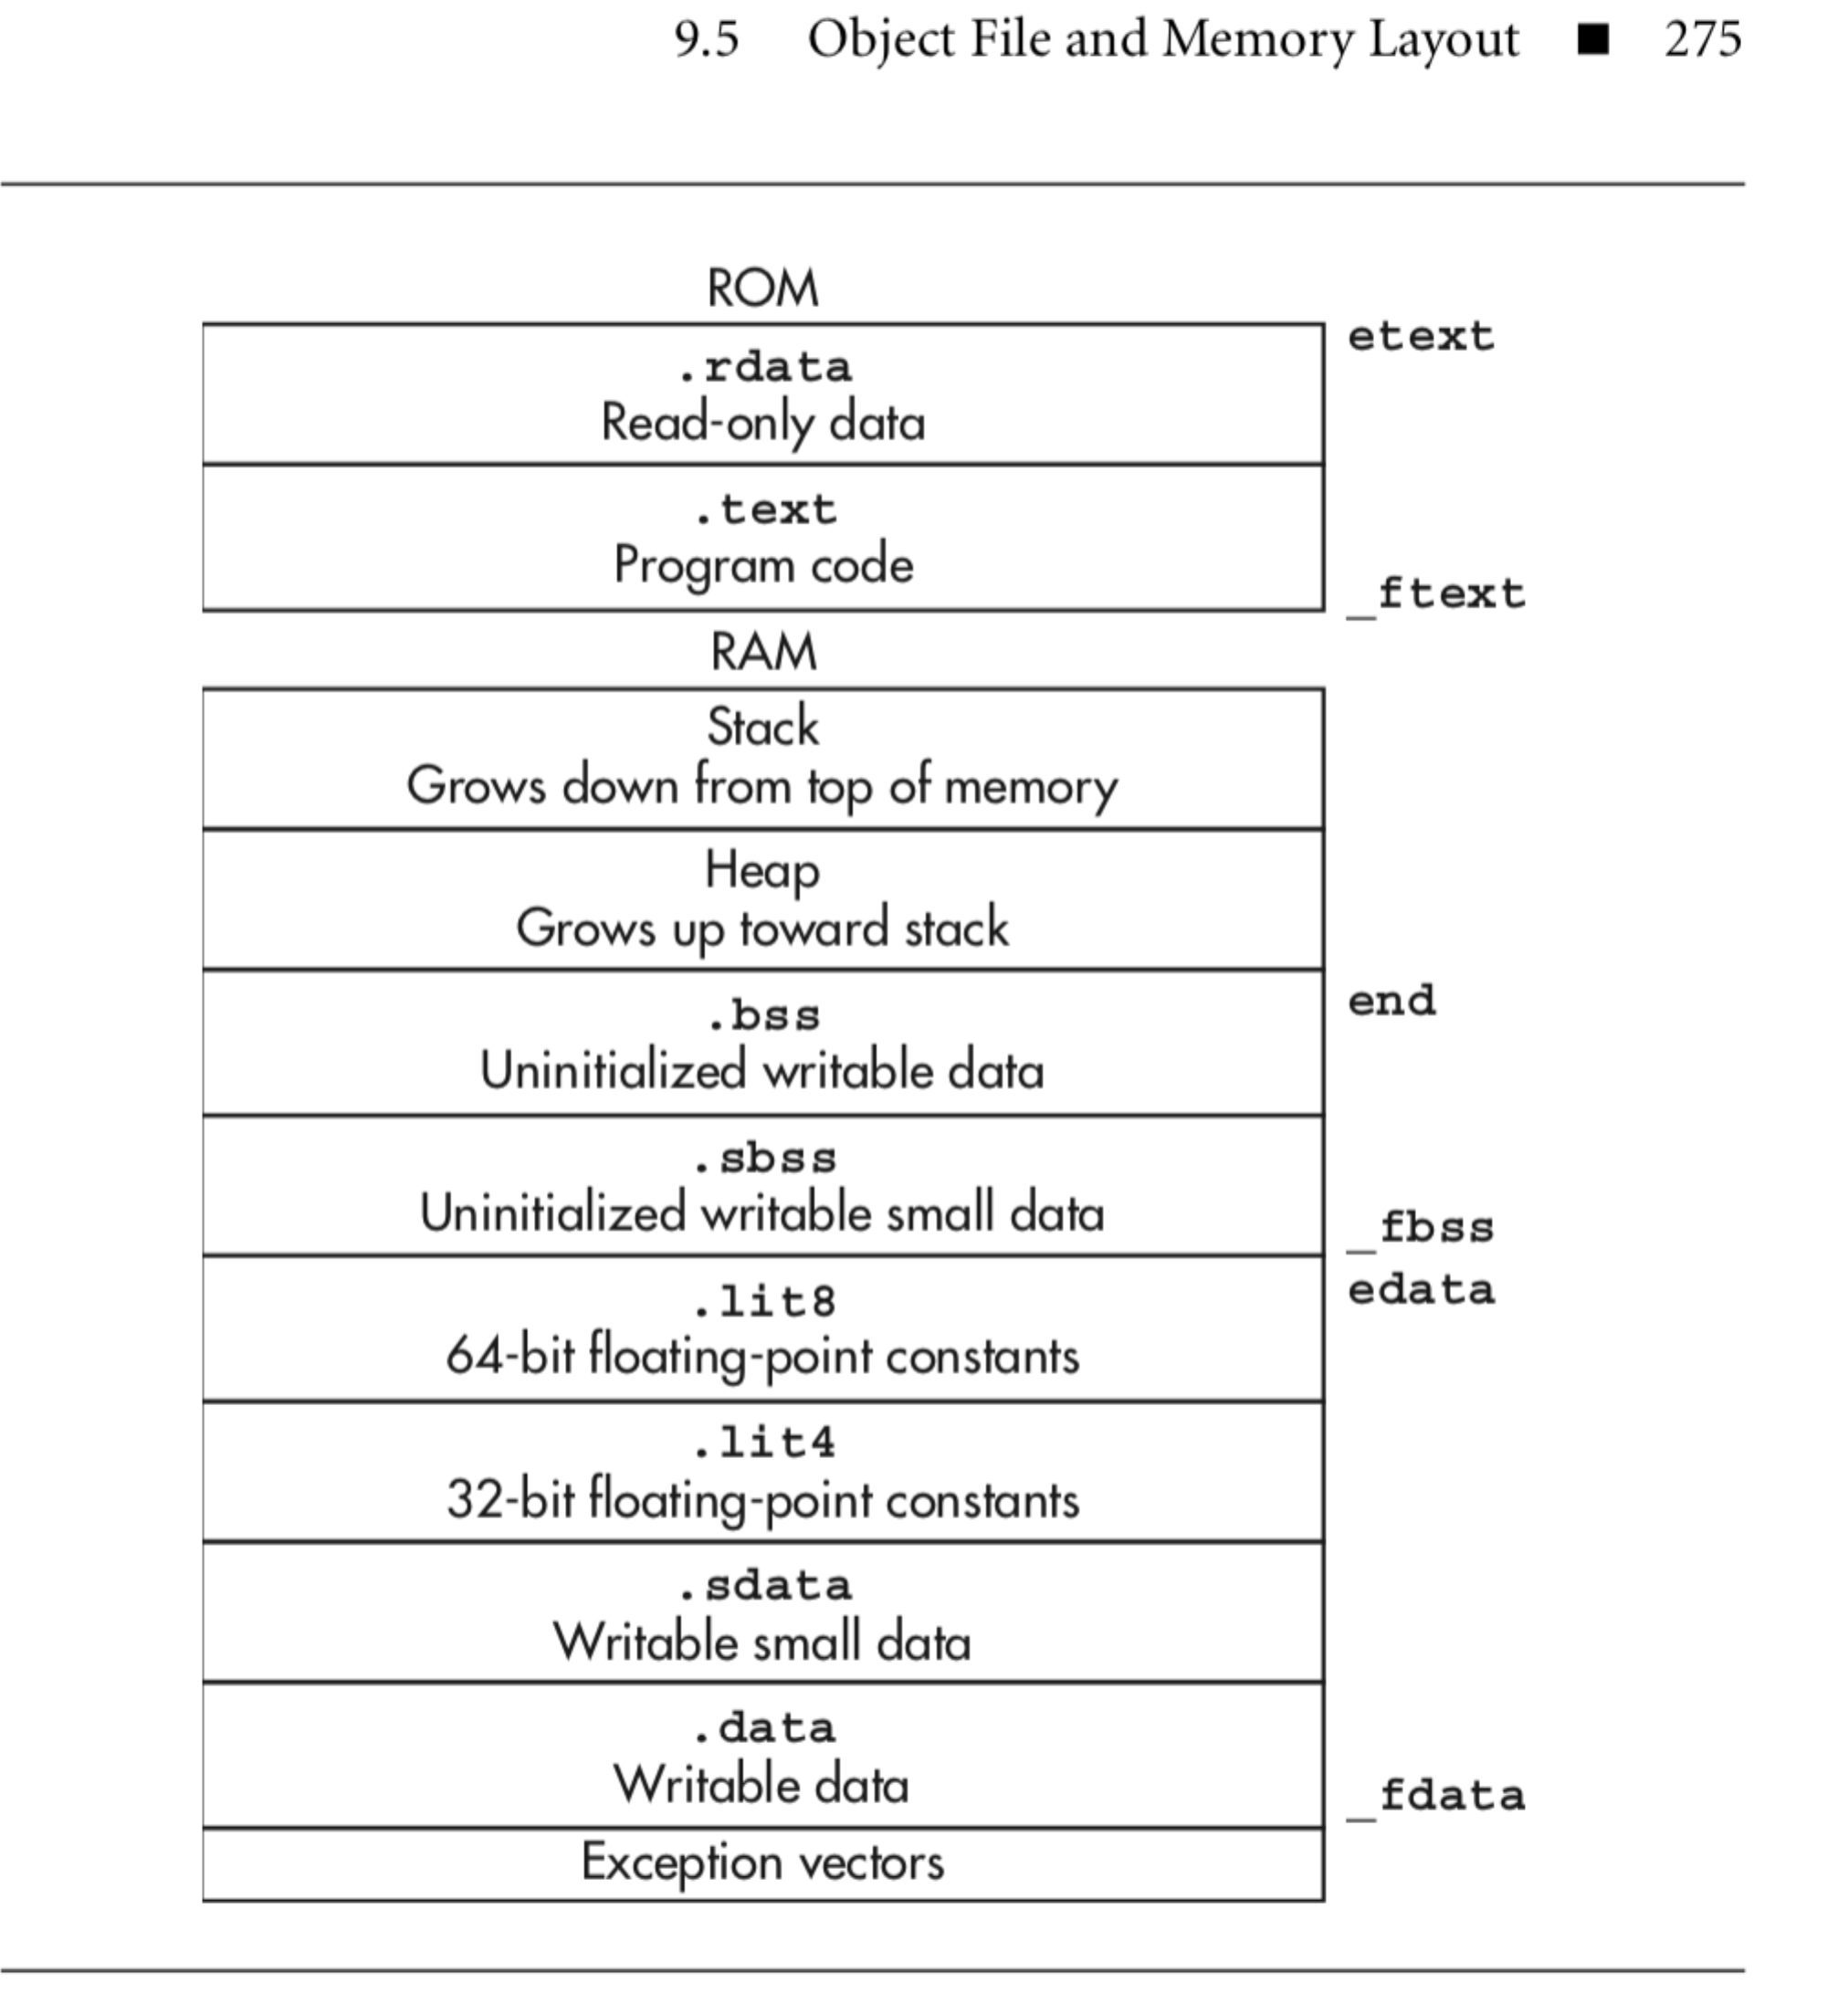 9.5 Object File and Memory Layout ■ 275
ROM
etext
.rdata
Read-only data
.text
Program code
_ftext
RAM
Stack
Grows down from top of memory
Heap
Grows up toward stack
end
.bss
Uninitialized writable data
.sbss
Uninitialized writable small data
_fbss
edata
.lit8
64-bit floating-point constants
.lit4
32-bit floating-point constants
.sdata
Writable small data
.data
Writable data
_fdata
Exception vectors